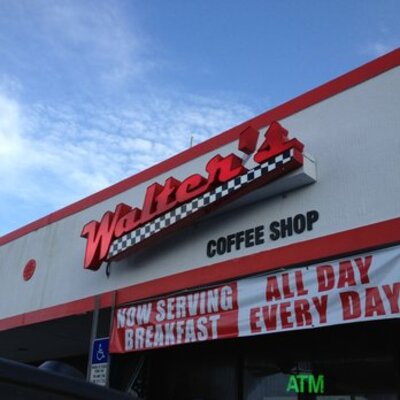 Walter's
COFFEE SHOP
NOW SERVING
BREAKFAST
ALL DAY
EVERY DAY
ATM